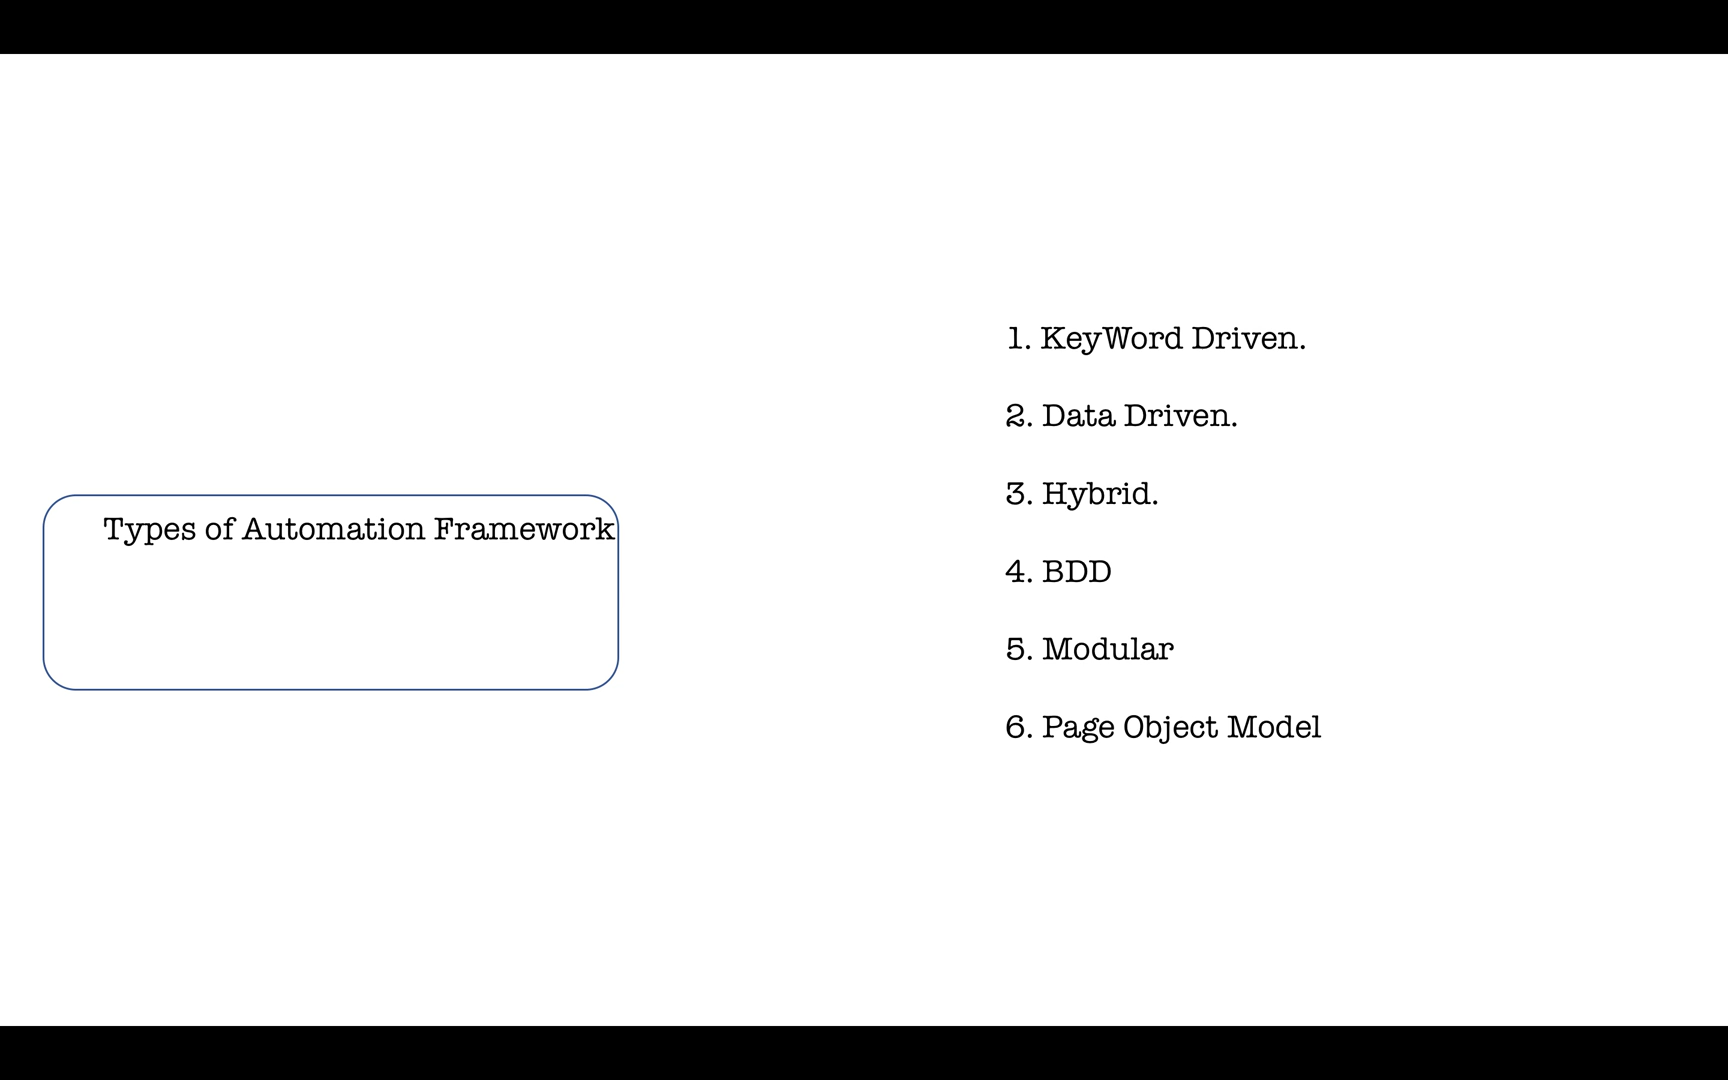 Types of Automation Framework
1. KeyWord Driven.
2. Data Driven.
3. Hybrid.
4. BDD
5. Modular
6. Page Object Model